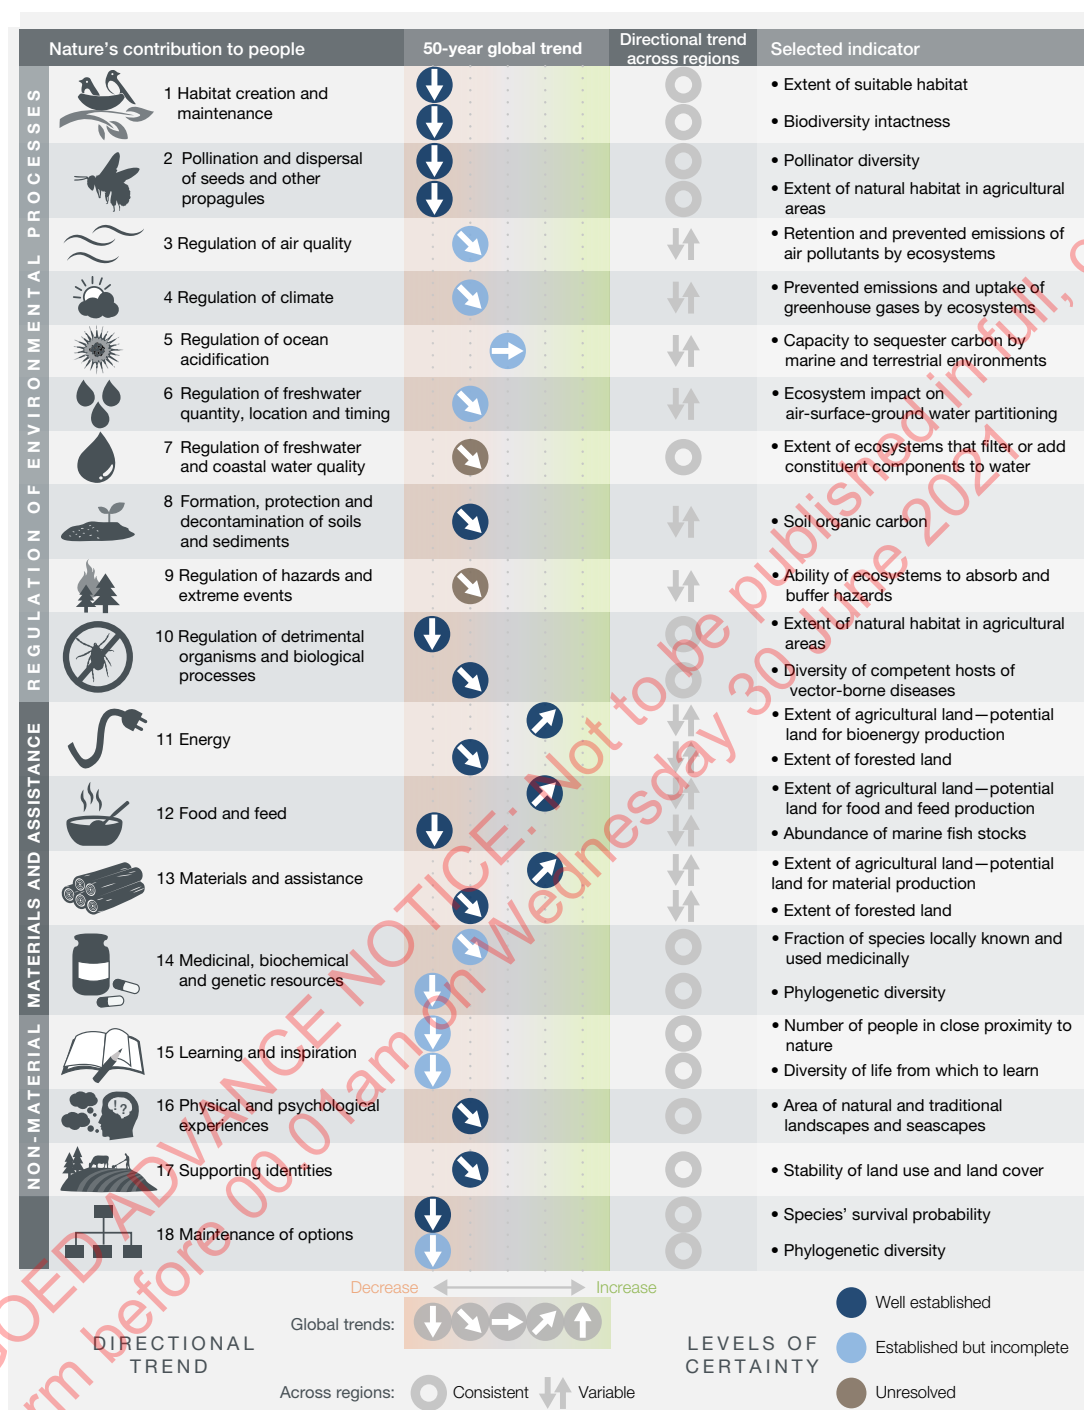 Nature's contribution to people
50-year global trend
Directional trend
across regions
Selected indicator
REGULATION OF ENVIRONMENTAL PROCESSES
1 Habitat creation and
maintenance
• Extent of suitable habitat
• Biodiversity intactness
2 Pollination and dispersal
of seeds and other
propagules
• Pollinator diversity
• Extent of natural habitat in agricultural
areas
3 Regulation of air quality
• Retention and prevented emissions of
air pollutants by ecosystems
4 Regulation of climate
• Prevented emissions and uptake of
greenhouse gases by ecosystems
5 Regulation of ocean
acidification
• Capacity to sequester carbon by
marine and terrestrial environments
6 Regulation of freshwater
quantity, location and timing
• Ecosystem impact on
air-surface-ground water partitioning
7 Regulation of freshwater
and coastal water quality
• Extent of ecosystems that filter or add
constituent components to water
8 Formation, protection and
decontamination of soils
and sediments
• Soil organic carbon
9 Regulation of hazards and
extreme events
• Ability of ecosystems to absorb and
buffer hazards
10 Regulation of detrimental
organisms and biological
processes
• Extent of natural habitat in agricultural
areas
• Diversity of competent hosts of
vector-borne diseases
MATERIALS AND ASSISTANCE
11 Energy
• Extent of agricultural land—potential
land for bioenergy production
• Extent of forested land
12 Food and feed
• Extent of agricultural land—potential
land for food and feed production
• Abundance of marine fish stocks
13 Materials and assistance
• Extent of agricultural land—potential
land for material production
• Extent of forested land
14 Medicinal, biochemical
and genetic resources
• Fraction of species locally known and
used medicinally
• Phylogenetic diversity
NON-MATERIAL
15 Learning and inspiration
• Number of people in close proximity to
nature
• Diversity of life from which to learn
!?
16 Physical and psychological
experiences
• Area of natural and traditional
landscapes and seascapes
17 Supporting identities
• Stability of land use and land cover
18 Maintenance of options
• Species' survival probability
• Phylogenetic diversity
Decrease
Increase
Global trends:
DIRECTIONAL
TREND
Across regions:
Consistent
Variable
LEVELS OF
CERTAINTY
Well established
Established but incomplete
Unresolved
ADVANCE NOTICE: Not to be published in full,
before 00.01am on Wednesday 30 June 2021